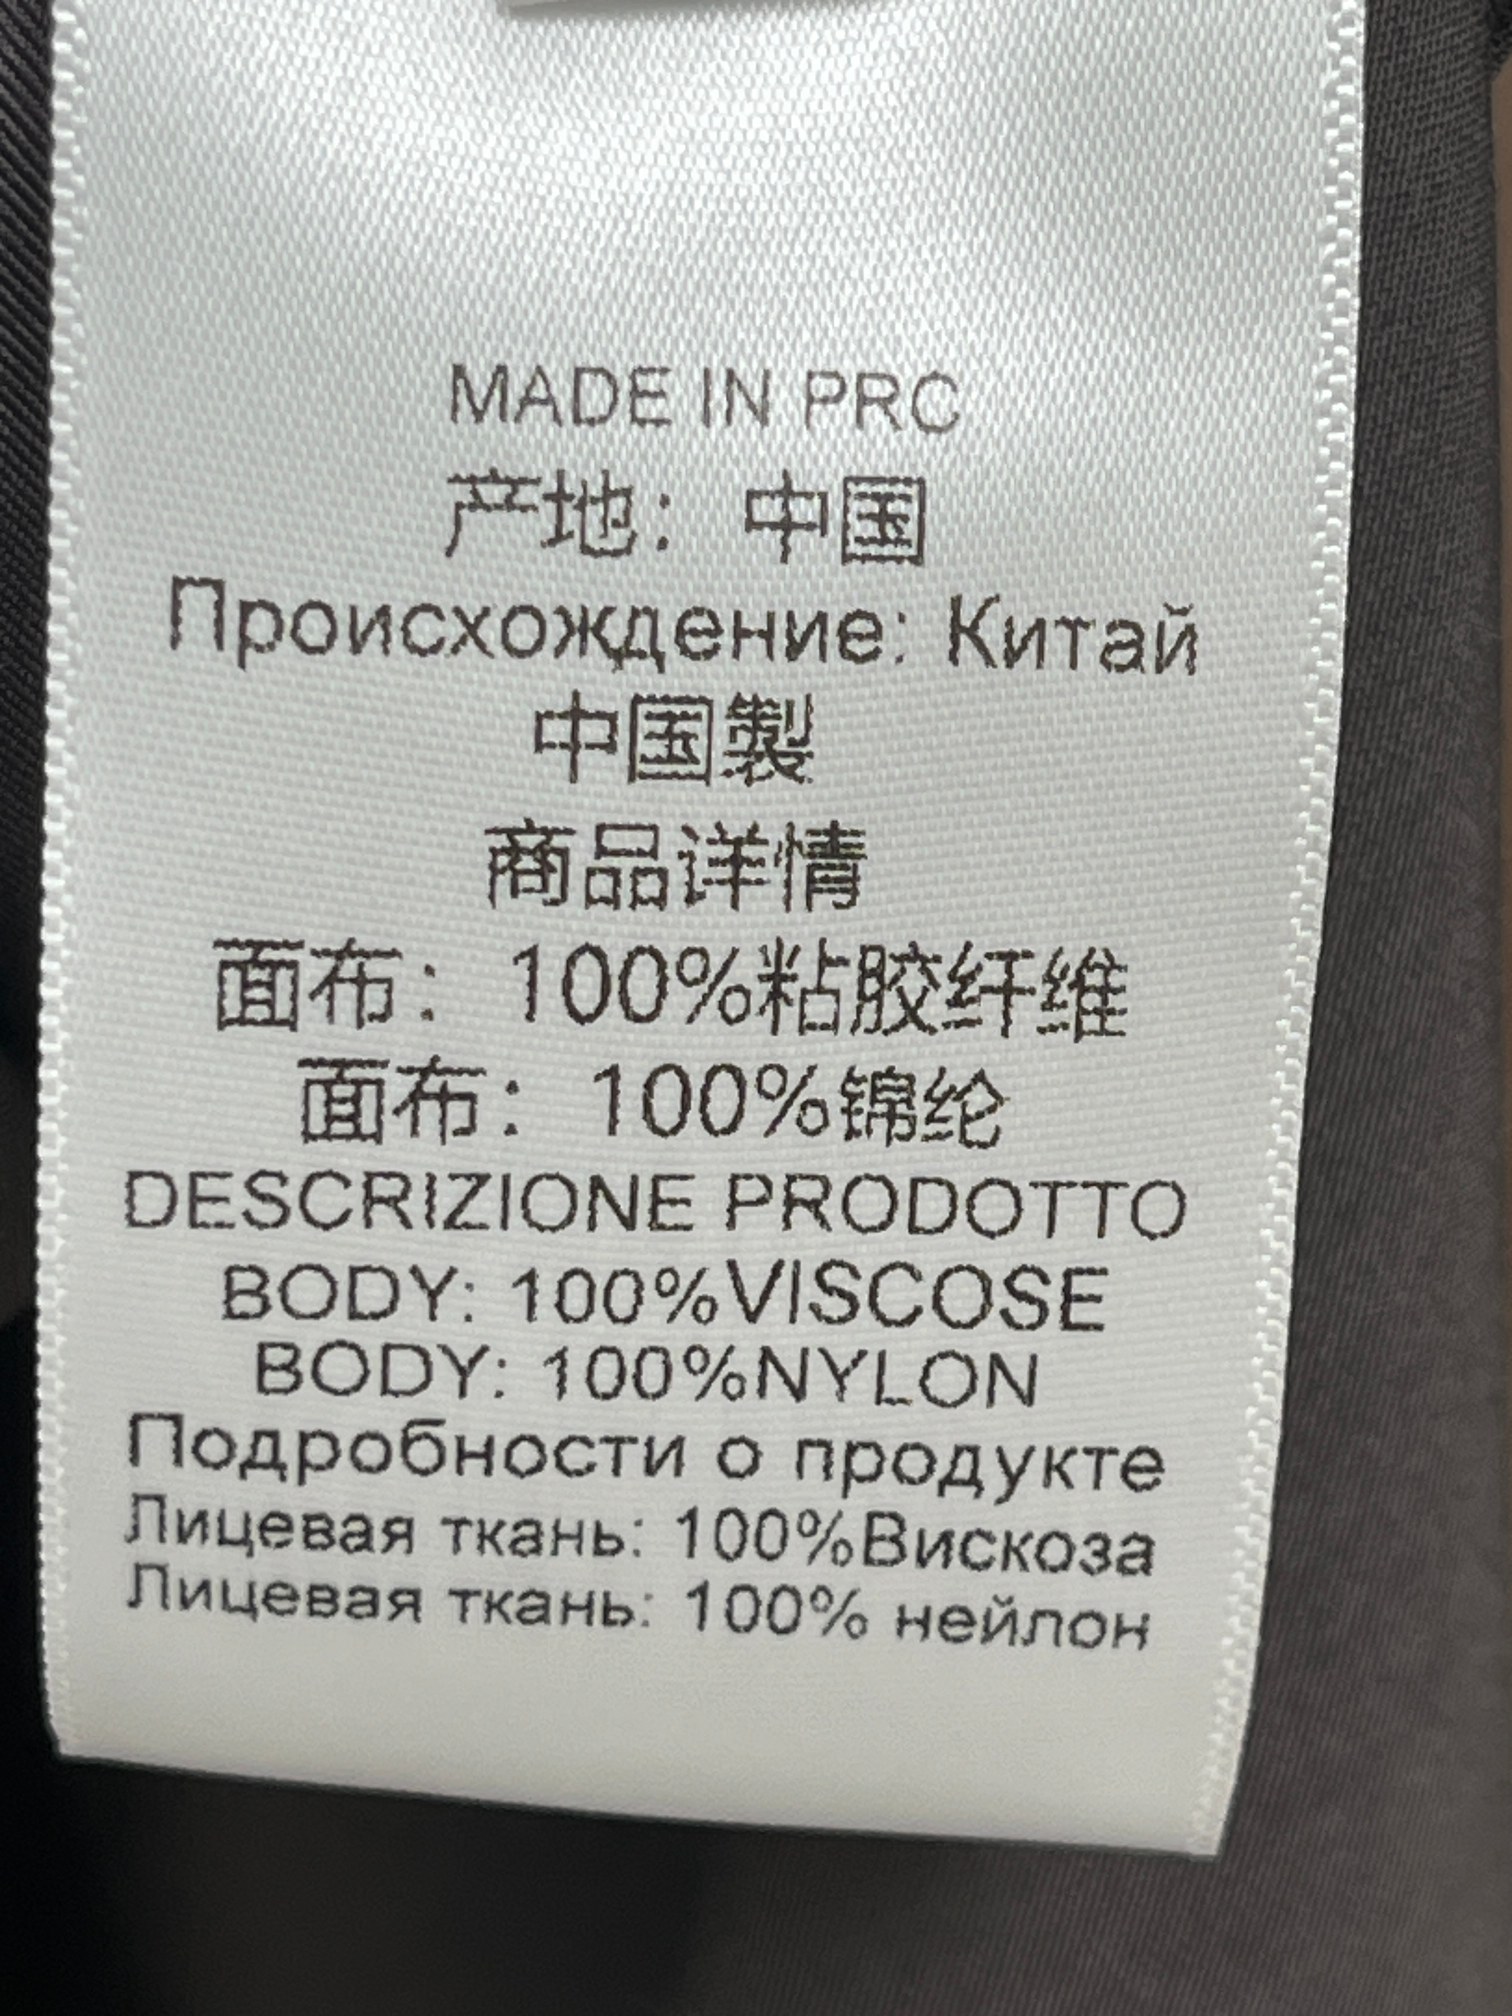 MADE IN PRC
产地：中国
Происхождение: Китай
中国製
商品详情
面布：100%粘胶纤维
面布：100%锦纶
DESCRIZIONE PRODOTTO
BODY: 100%VISCOSE
BODY: 100%NYLON
Подробности о продукте
Лицевая ткань: 100%Вискоза
Лицевая ткань: 100% нейлон